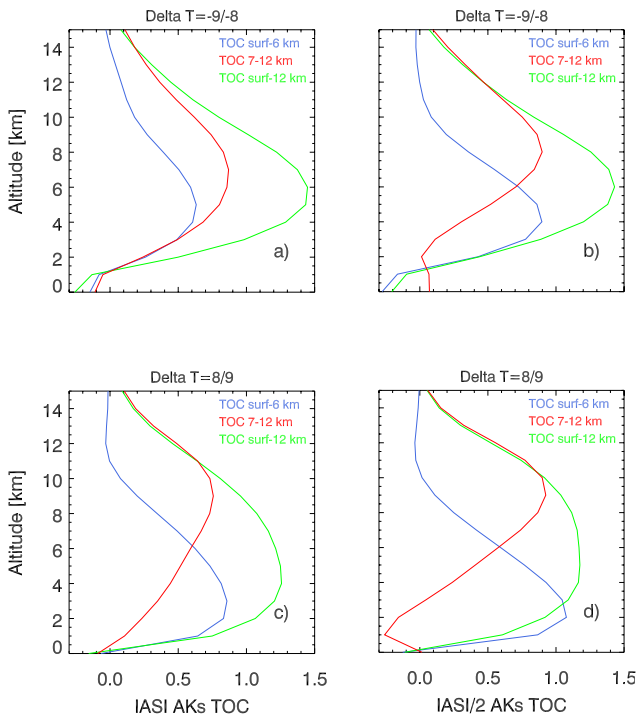 Delta T=-9/-8
Delta T=-9/-8
TOC surf-6 km
TOC 7-12 km
TOC surf-12 km
TOC surf-6 km
TOC 7-12 km
TOC surf-12 km
Altitude [km]
14
12
10
8
6
4
2
0
a)
b)
Delta T=8/9
Delta T=8/9
TOC surf-6 km
TOC 7-12 km
TOC surf-12 km
TOC surf-6 km
TOC 7-12 km
TOC surf-12 km
Altitude [km]
14
12
10
8
6
4
2
0
c)
d)
0.0 0.5 1.0 1.5
0.0 0.5 1.0 1.5
IASI AKs TOC
IASI/2 AKs TOC